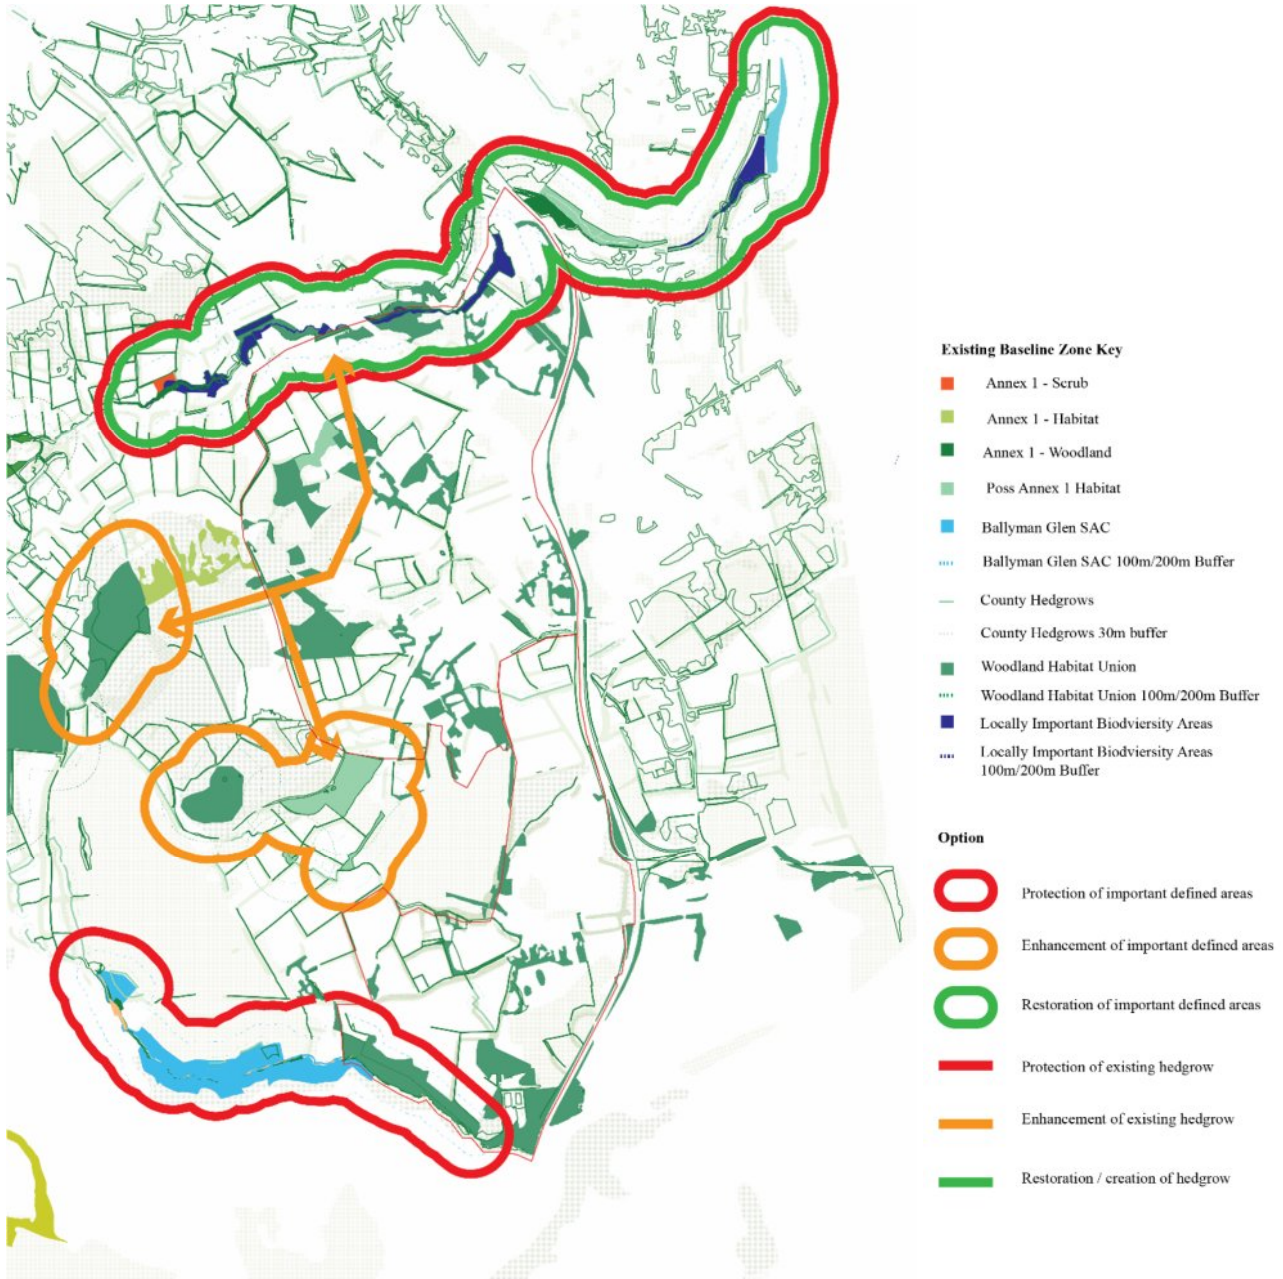 Existing Baseline Zone Key
Annex 1 - Scrub
Annex 1 - Habitat
Annex 1 - Woodland
Poss Annex 1 Habitat
Ballyman Glen SAC
Ballyman Glen SAC 100m/200m Buffer
County Hedgrows
County Hedgrows 30m buffer
Woodland Habitat Union
Woodland Habitat Union 100m/200m Buffer
Locally Important Biodviersity Areas
Locally Important Biodviersity Areas
100m/200m Buffer
Option
Protection of important defined areas
Enhancement of important defined areas
Restoration of important defined areas
Protection of existing hedgrow
Enhancement of existing hedgrow
Restoration / creation of hedgrow